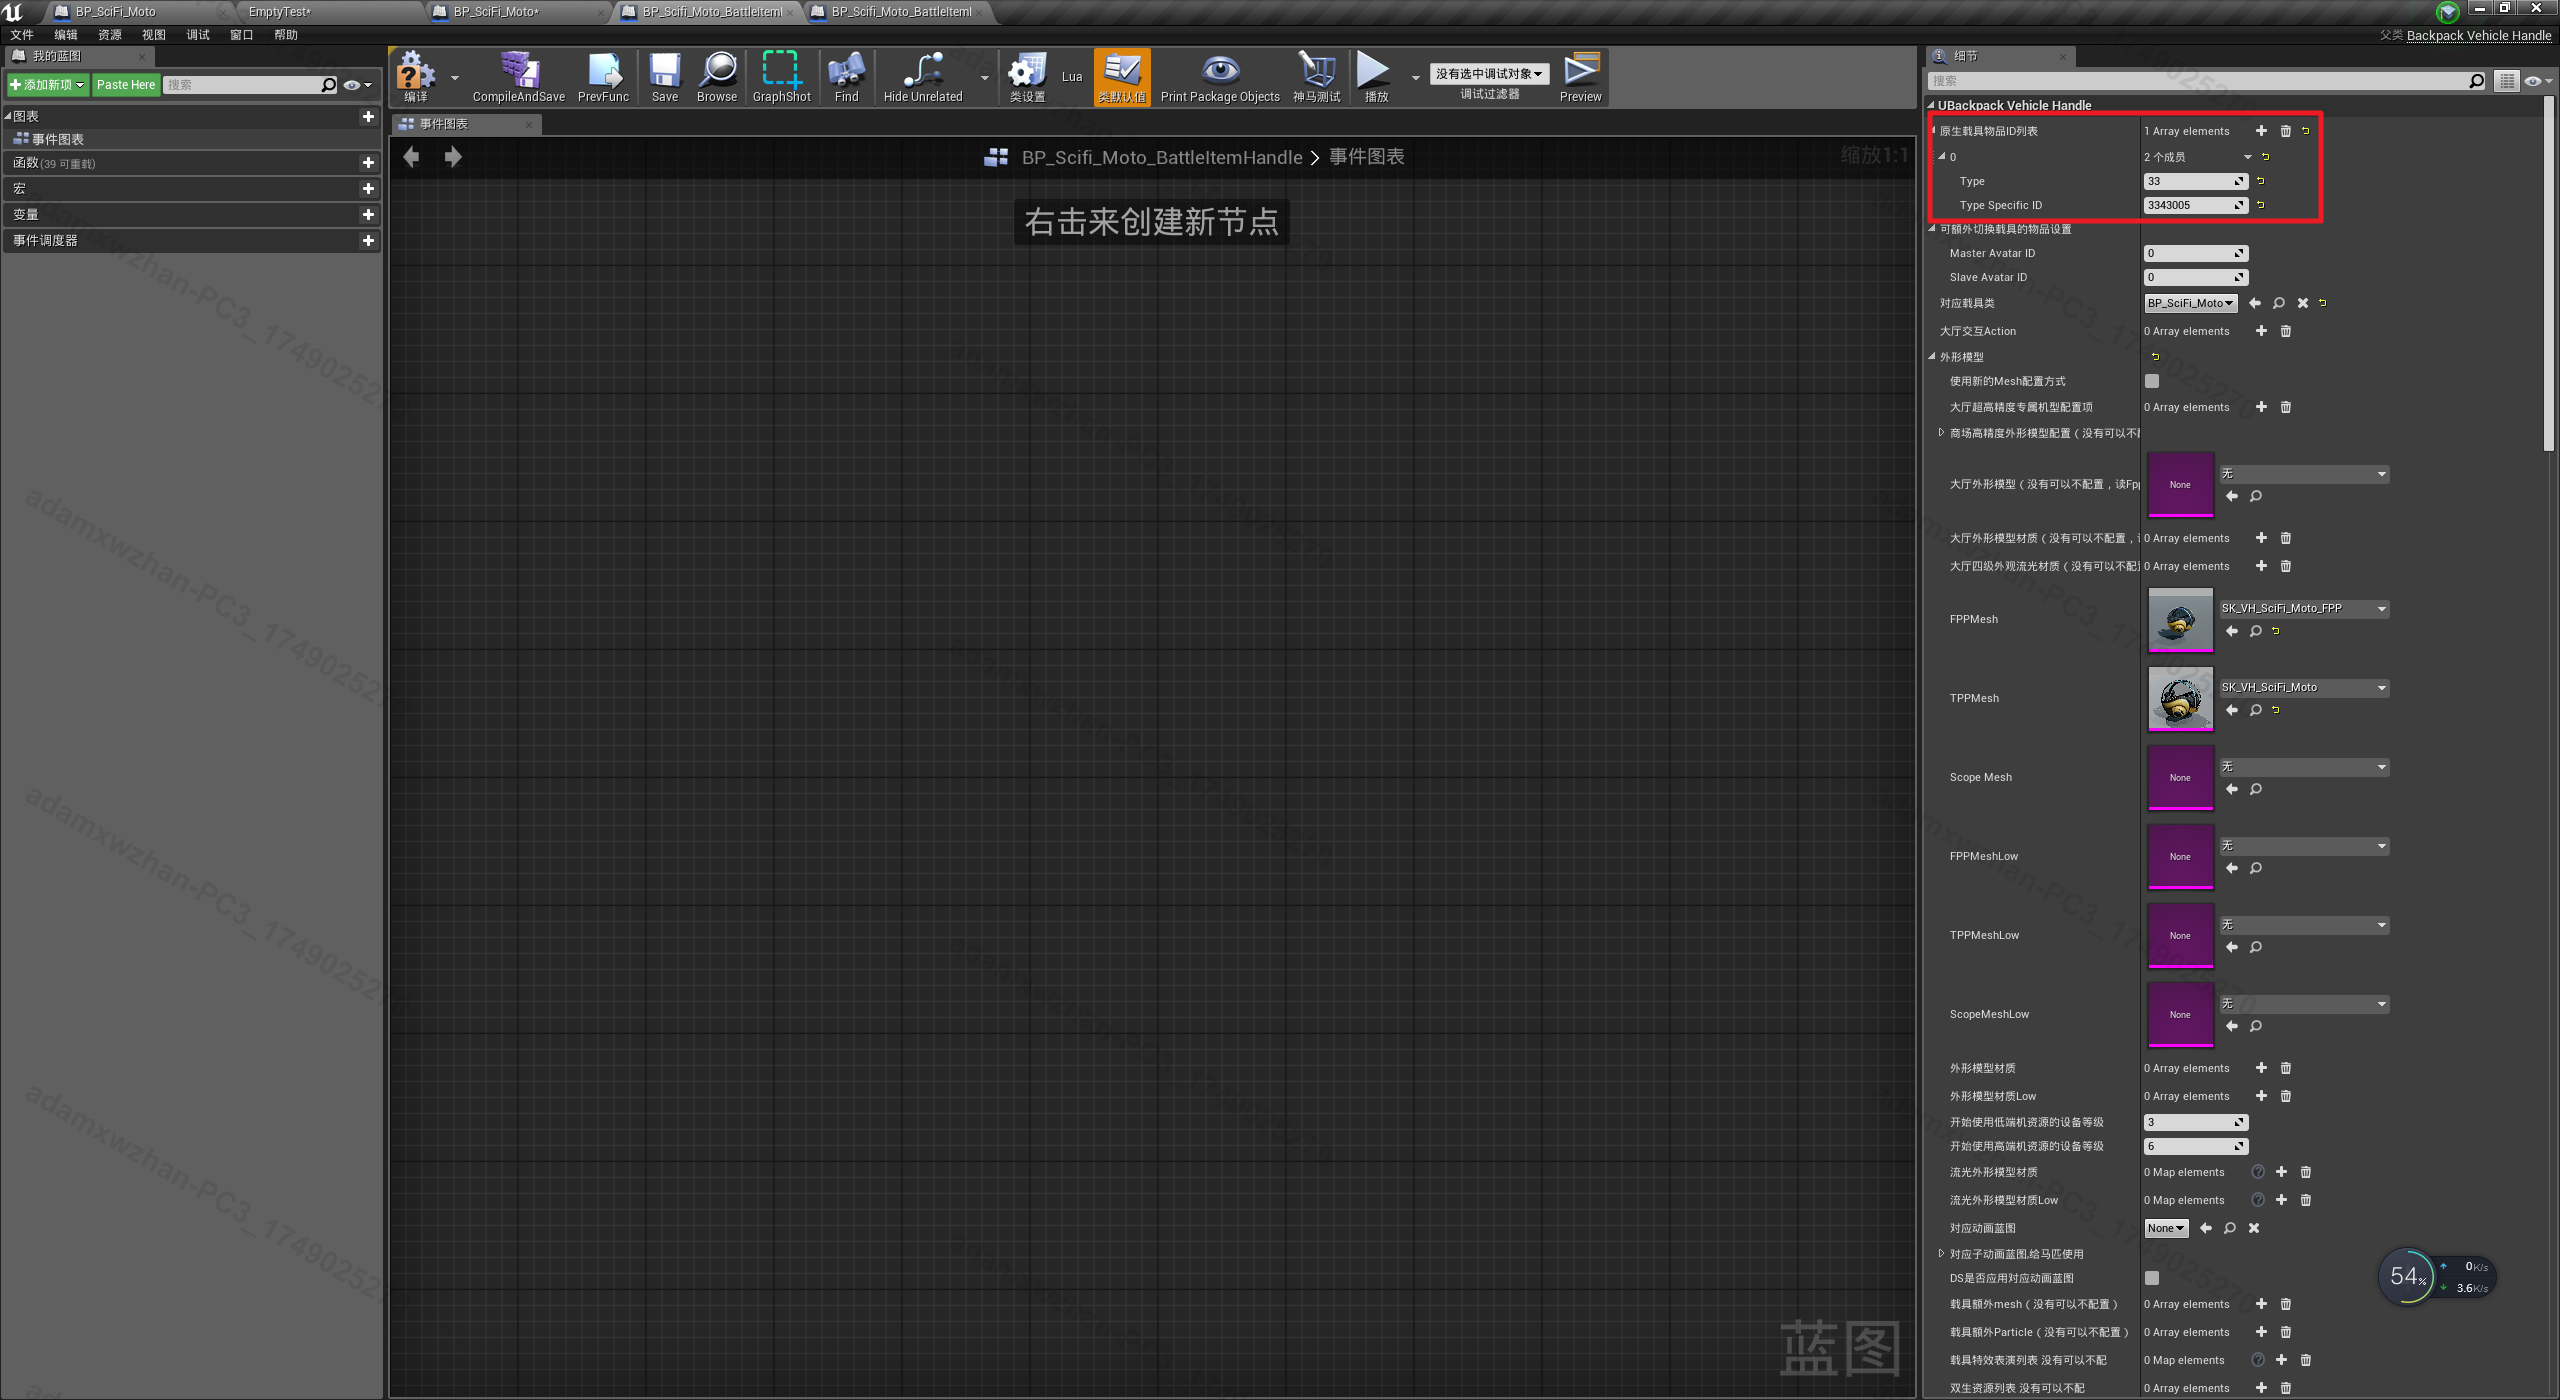 BP_SciFi_Moto
EmptyTest*
BP_SciFi_Moto*
BP_Scifi_Moto_BattleItemI
BP_Scifi_Moto_BattleItemI
文件 编辑 资源 视图 调试 窗口 帮助
父类 Backpack Vehicle Handle
我的蓝图
添加新项 Paste Here 搜索
图表
事件图表
函数 (39 可重载)
宏
变量
事件调度器
编译 CompileAndSave PrevFunc Save Browse GraphShot Find Hide Unrelated 类设置 Lua 类默认值 Print Package Objects 神马测试 播放 没有选中调试对象 调试过滤器 Preview
事件图表
BP_Scifi_Moto_BattleItemHandle > 事件图表
缩放1:1
右击来创建新节点
蓝图
细节
搜索
UBackpack Vehicle Handle
原生载具物品ID列表 1 Array elements
0 2 个成员
Type 33
Type Specific ID 3343005
可额外切换载具的物品设置
Master Avatar ID 0
Slave Avatar ID 0
对应载具类 BP_SciFi_Moto
大厅交互Action 0 Array elements
外形模型
使用新的Mesh配置方式
大厅超高精度专属机型配置项 0 Array elements
商场高精度外形模型配置（没有可以不
大厅外形模型（没有可以不配置，读Fp None 无
大厅外形模型材质（没有可以不配置， 0 Array elements
大厅四级外观流光材质（没有可以不配 0 Array elements
FPPMesh SK_VH_SciFi_Moto_FPP
TPPMesh SK_VH_SciFi_Moto
Scope Mesh None 无
FPPMeshLow None 无
TPPMeshLow None 无
ScopeMeshLow None 无
外形模型材质 0 Array elements
外形模型材质Low 0 Array elements
开始使用低端机资源的设备等级 3
开始使用高端机资源的设备等级 6
流光外形模型材质 0 Map elements
流光外形模型材质Low 0 Map elements
对应动画蓝图 None
对应子动画蓝图,给马匹使用
DS是否应用对应动画蓝图
载具额外mesh（没有可以不配置） 0 Array elements
载具额外Particle（没有可以不配置） 0 Array elements
载具特效表演列表 没有可以不配 0 Map elements
双生资源列表 没有可以不配 0 Array elements
54%
0K/s
3.6K/s
adamxwzhan-PC3_1749025270